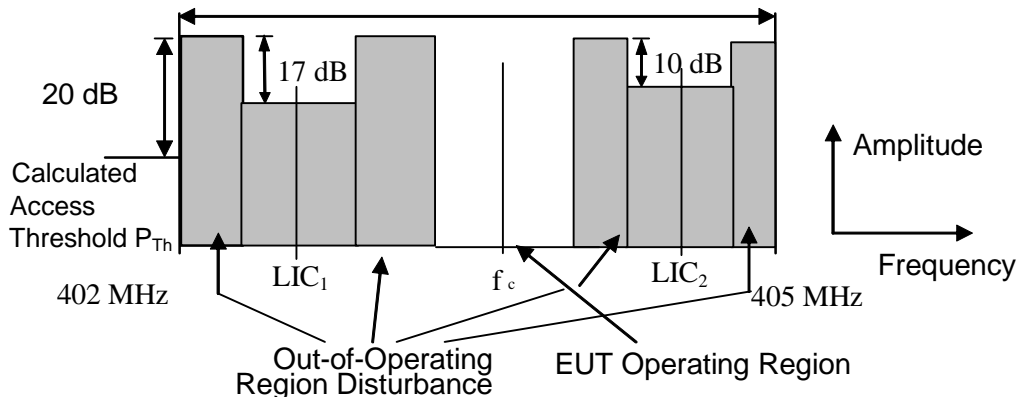 17 dB
10 dB
20 dB
Calculated
Access
Threshold P_Th
Amplitude
Frequency
402 MHz
LIC₁
f c
LIC₂
405 MHz
Out-of-Operating
Region Disturbance
EUT Operating Region